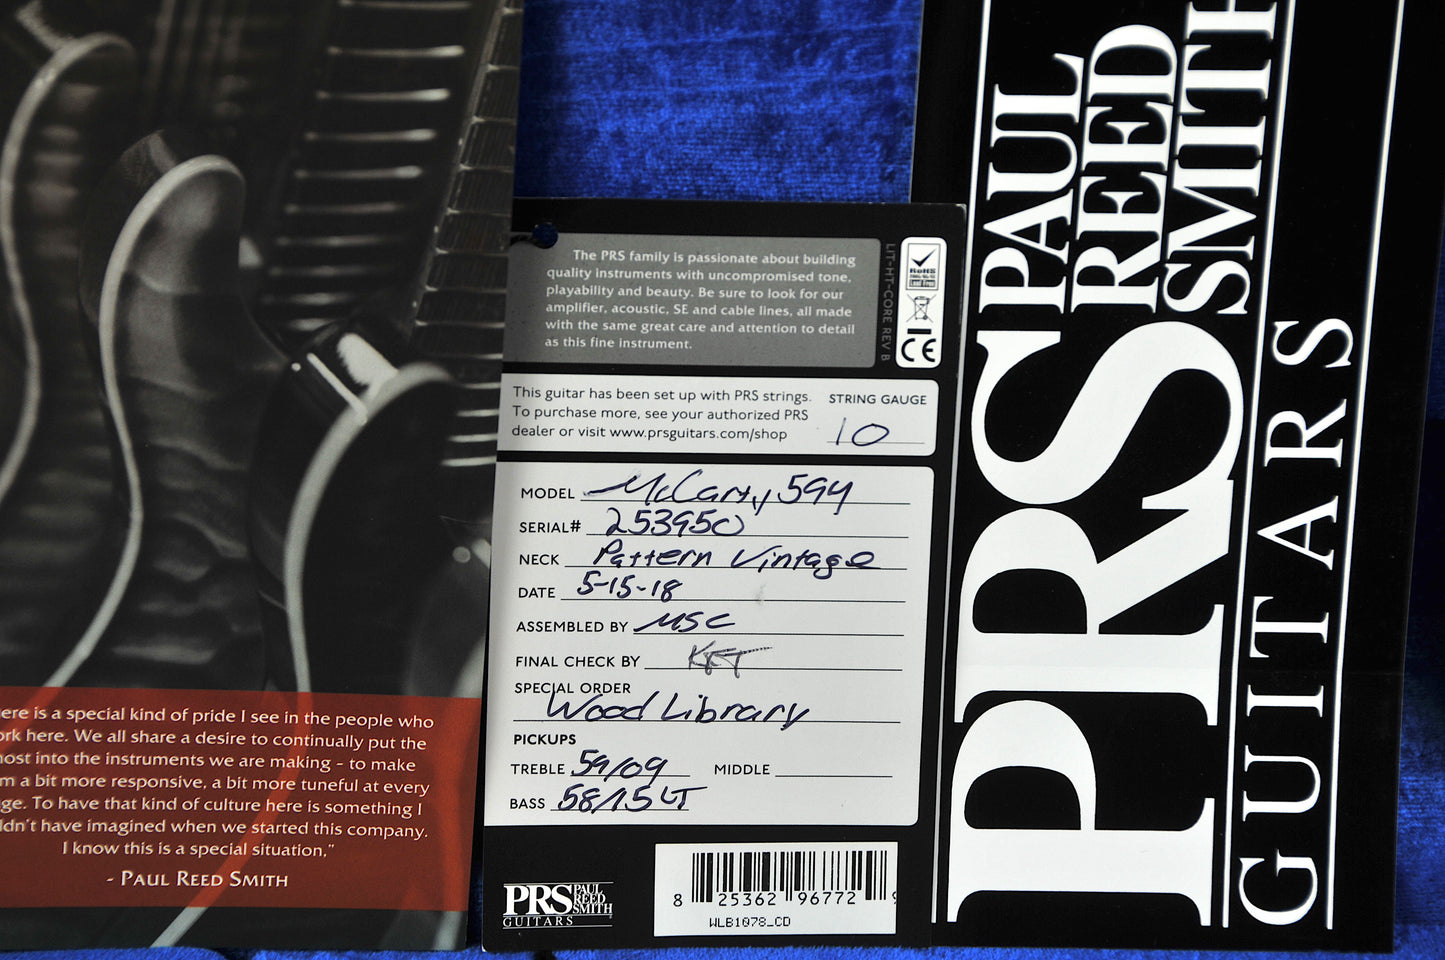 ere is a special kind of pride I see in the people who
ork here. We all share a desire to continually put the
nost into the instruments we are making - to make
m a bit more responsive, a bit more tuneful at every
ge. To have that kind of culture here is something I
ldn't have imagined when we started this company.
I know this is a special situation,"
- PAUL REED SMITH
The PRS family is passionate about building
quality instruments with uncompromised tone,
playability and beauty. Be sure to look for our
amplifier, acoustic, SE and cable lines, all made
with the same great care and attention to detail
as this fine instrument.
LIT-HT-CORE REV B
RoHS
Lead Free
CE
This guitar has been set up with PRS strings.
To purchase more, see your authorized PRS
dealer or visit www.prsguitars.com/shop
STRING GAUGE
10
MODEL McCarty 594
SERIAL# 253950
NECK Pattern Vintage
DATE 5-15-18
ASSEMBLED BY MSC
FINAL CHECK BY
SPECIAL ORDER
Wood Library
PICKUPS
TREBLE 59/09 MIDDLE
BASS 58/15 LT
PRS PAUL REED SMITH
GUITARS
8 25362 96772 9
WLB1078_CD
PRS
PAUL
REED
SMITH
GUITARS